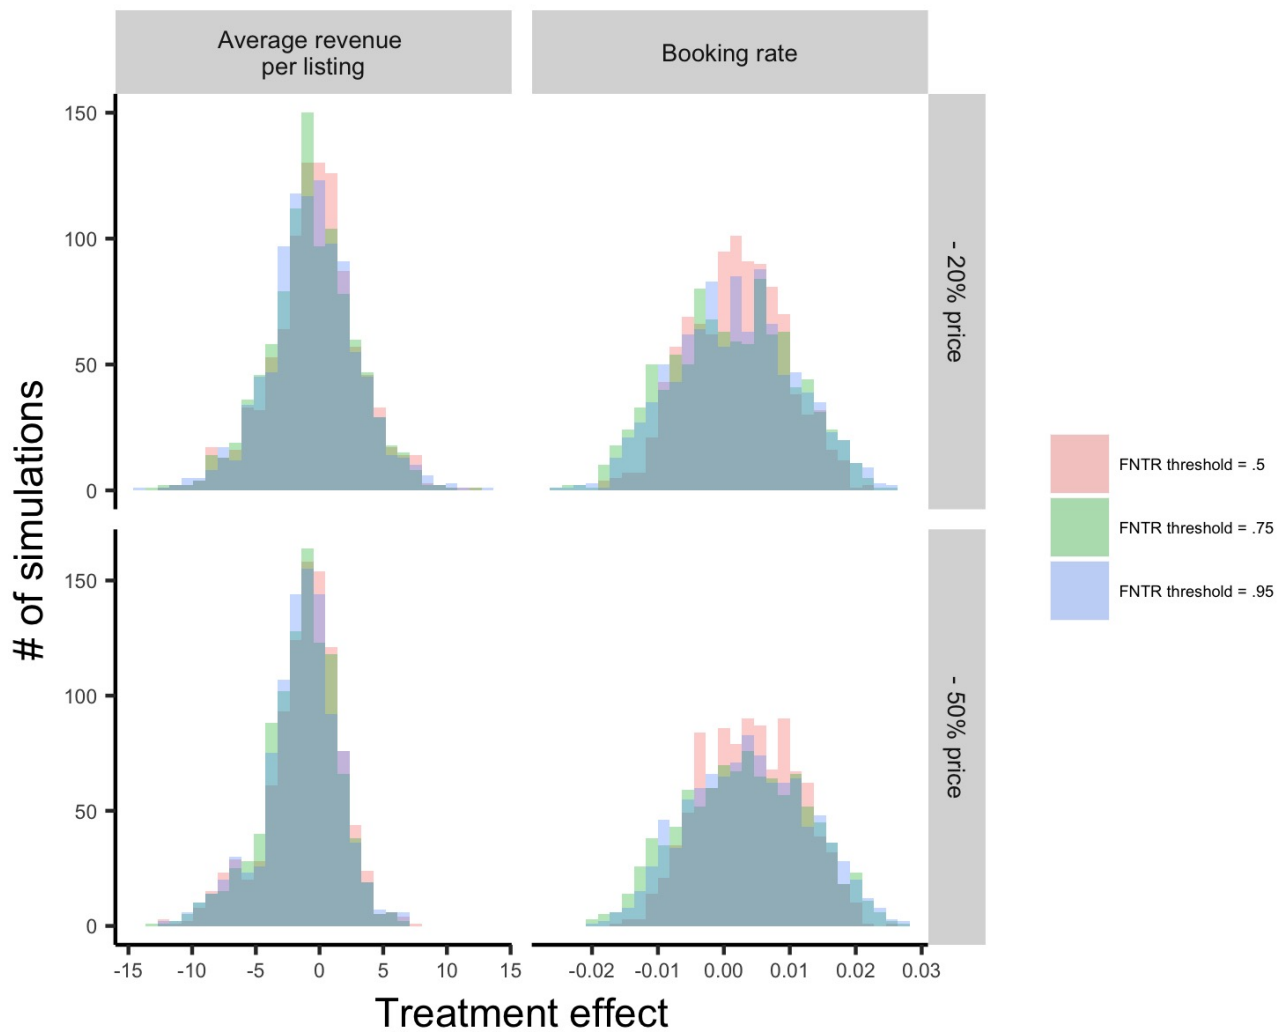 Average revenue
per listing
Booking rate
150
100
50
0
- 20% price
150
100
50
0
- 50% price
# of simulations
-15 -10 -5 0 5 10 15
-0.02 -0.01 0.00 0.01 0.02 0.03
Treatment effect
FNTR threshold = .5
FNTR threshold = .75
FNTR threshold = .95